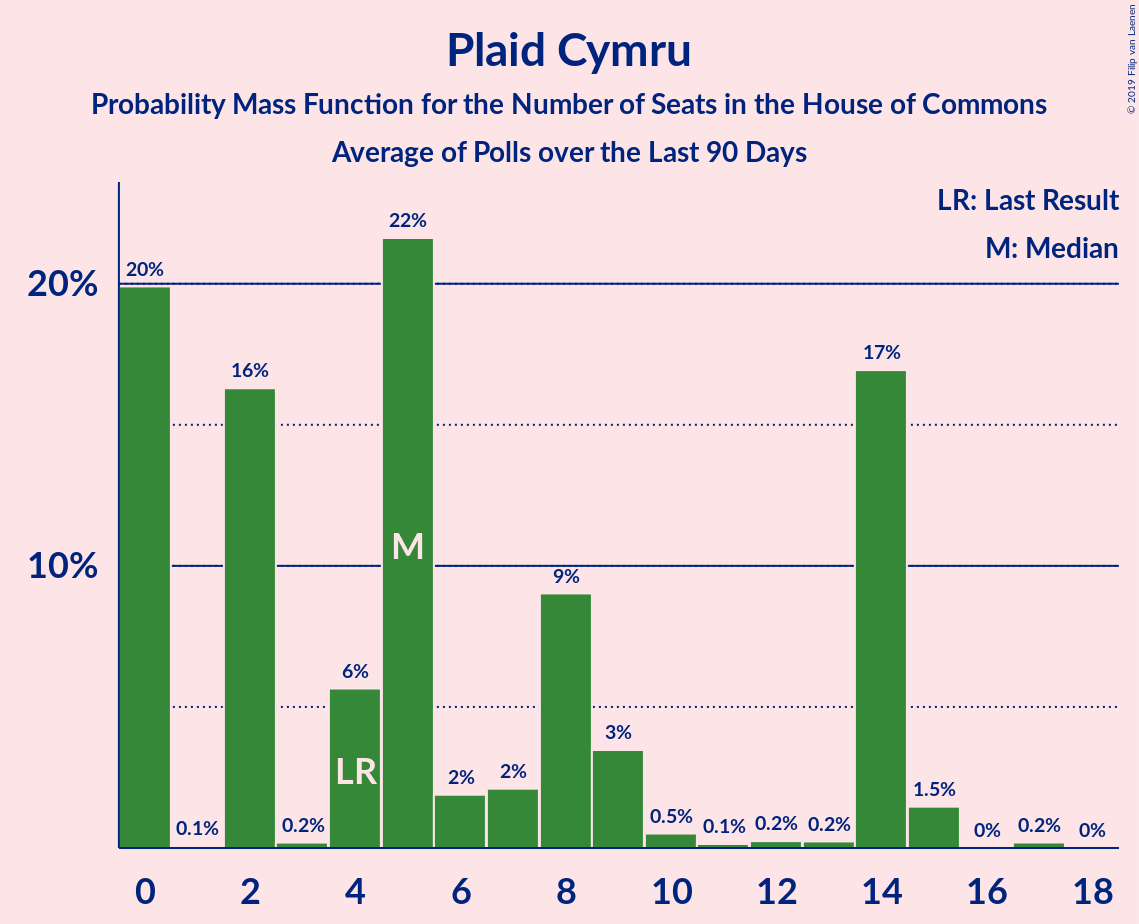 Plaid Cymru
Probability Mass Function for the Number of Seats in the House of Commons
Average of Polls over the Last 90 Days
© 2019 Filip van Laenen
LR: Last Result
M: Median
20%
10%
20%
0.1%
16%
0.2%
6%
22%
2%
2%
9%
3%
0.5%
0.1%
0.2%
0.2%
17%
1.5%
0%
0.2%
0%
LR
M
0 2 4 6 8 10 12 14 16 18